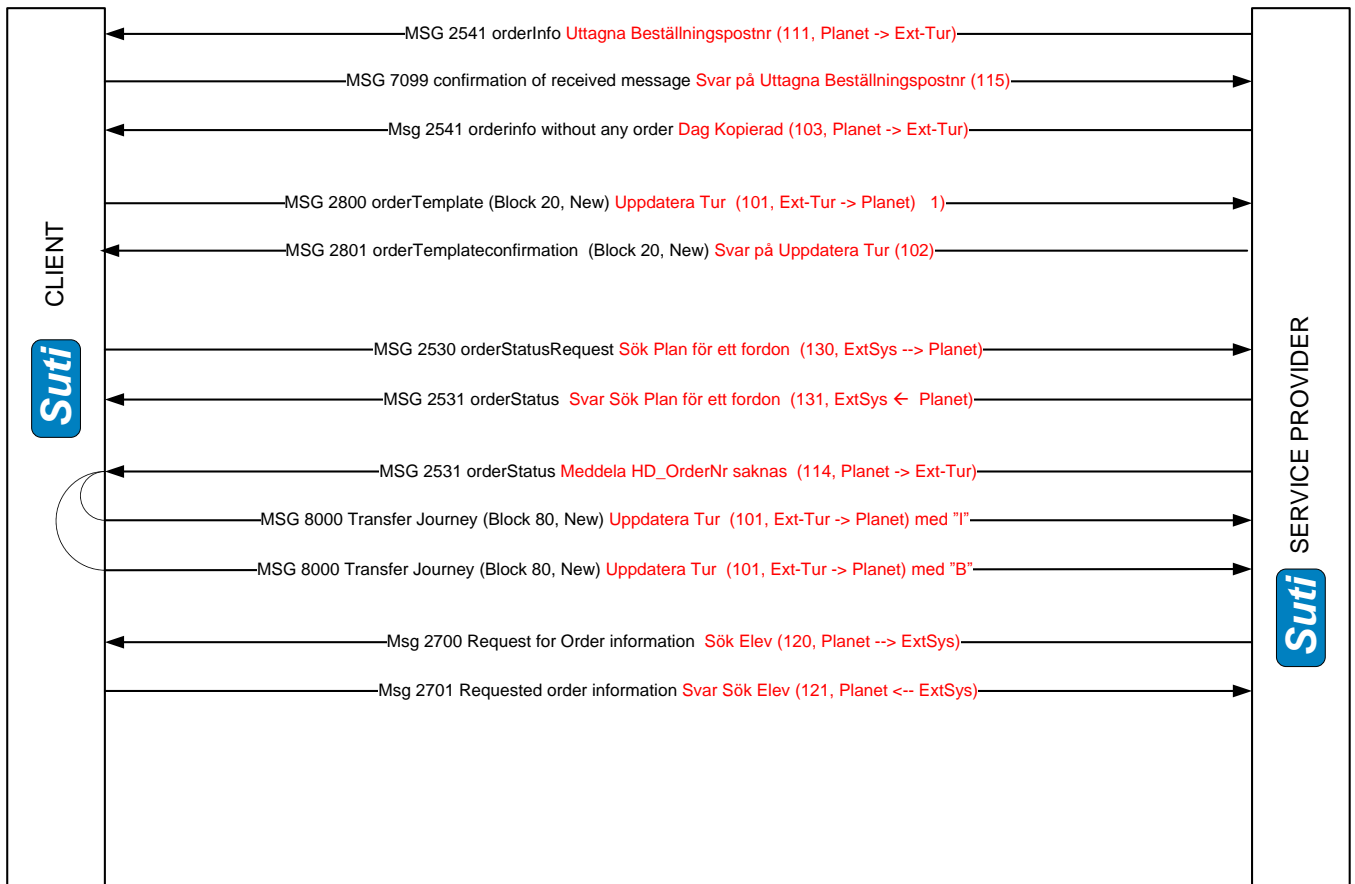 MSG 2541 orderInfo Uttagna Beställningspostnr (111, Planet -> Ext-Tur)
MSG 7099 confirmation of received message Svar på Uttagna Beställningspostnr (115)
Msg 2541 orderinfo without any order Dag Kopierad (103, Planet -> Ext-Tur)
MSG 2800 orderTemplate (Block 20, New) Uppdatera Tur (101, Ext-Tur -> Planet) 1)
MSG 2801 orderTemplateconfirmation (Block 20, New) Svar på Uppdatera Tur (102)
CLIENT
Suti
MSG 2530 orderStatusRequest Sök Plan för ett fordon (130, ExtSys --> Planet)
MSG 2531 orderStatus Svar Sök Plan för ett fordon (131, ExtSys ← Planet)
MSG 2531 orderStatus Meddela HD_OrderNr saknas (114, Planet -> Ext-Tur)
MSG 8000 Transfer Journey (Block 80, New) Uppdatera Tur (101, Ext-Tur -> Planet) med ”I”
MSG 8000 Transfer Journey (Block 80, New) Uppdatera Tur (101, Ext-Tur -> Planet) med ”B”
Msg 2700 Request for Order information Sök Elev (120, Planet --> ExtSys)
Msg 2701 Requested order information Svar Sök Elev (121, Planet <-- ExtSys)
SERVICE PROVIDER
Suti